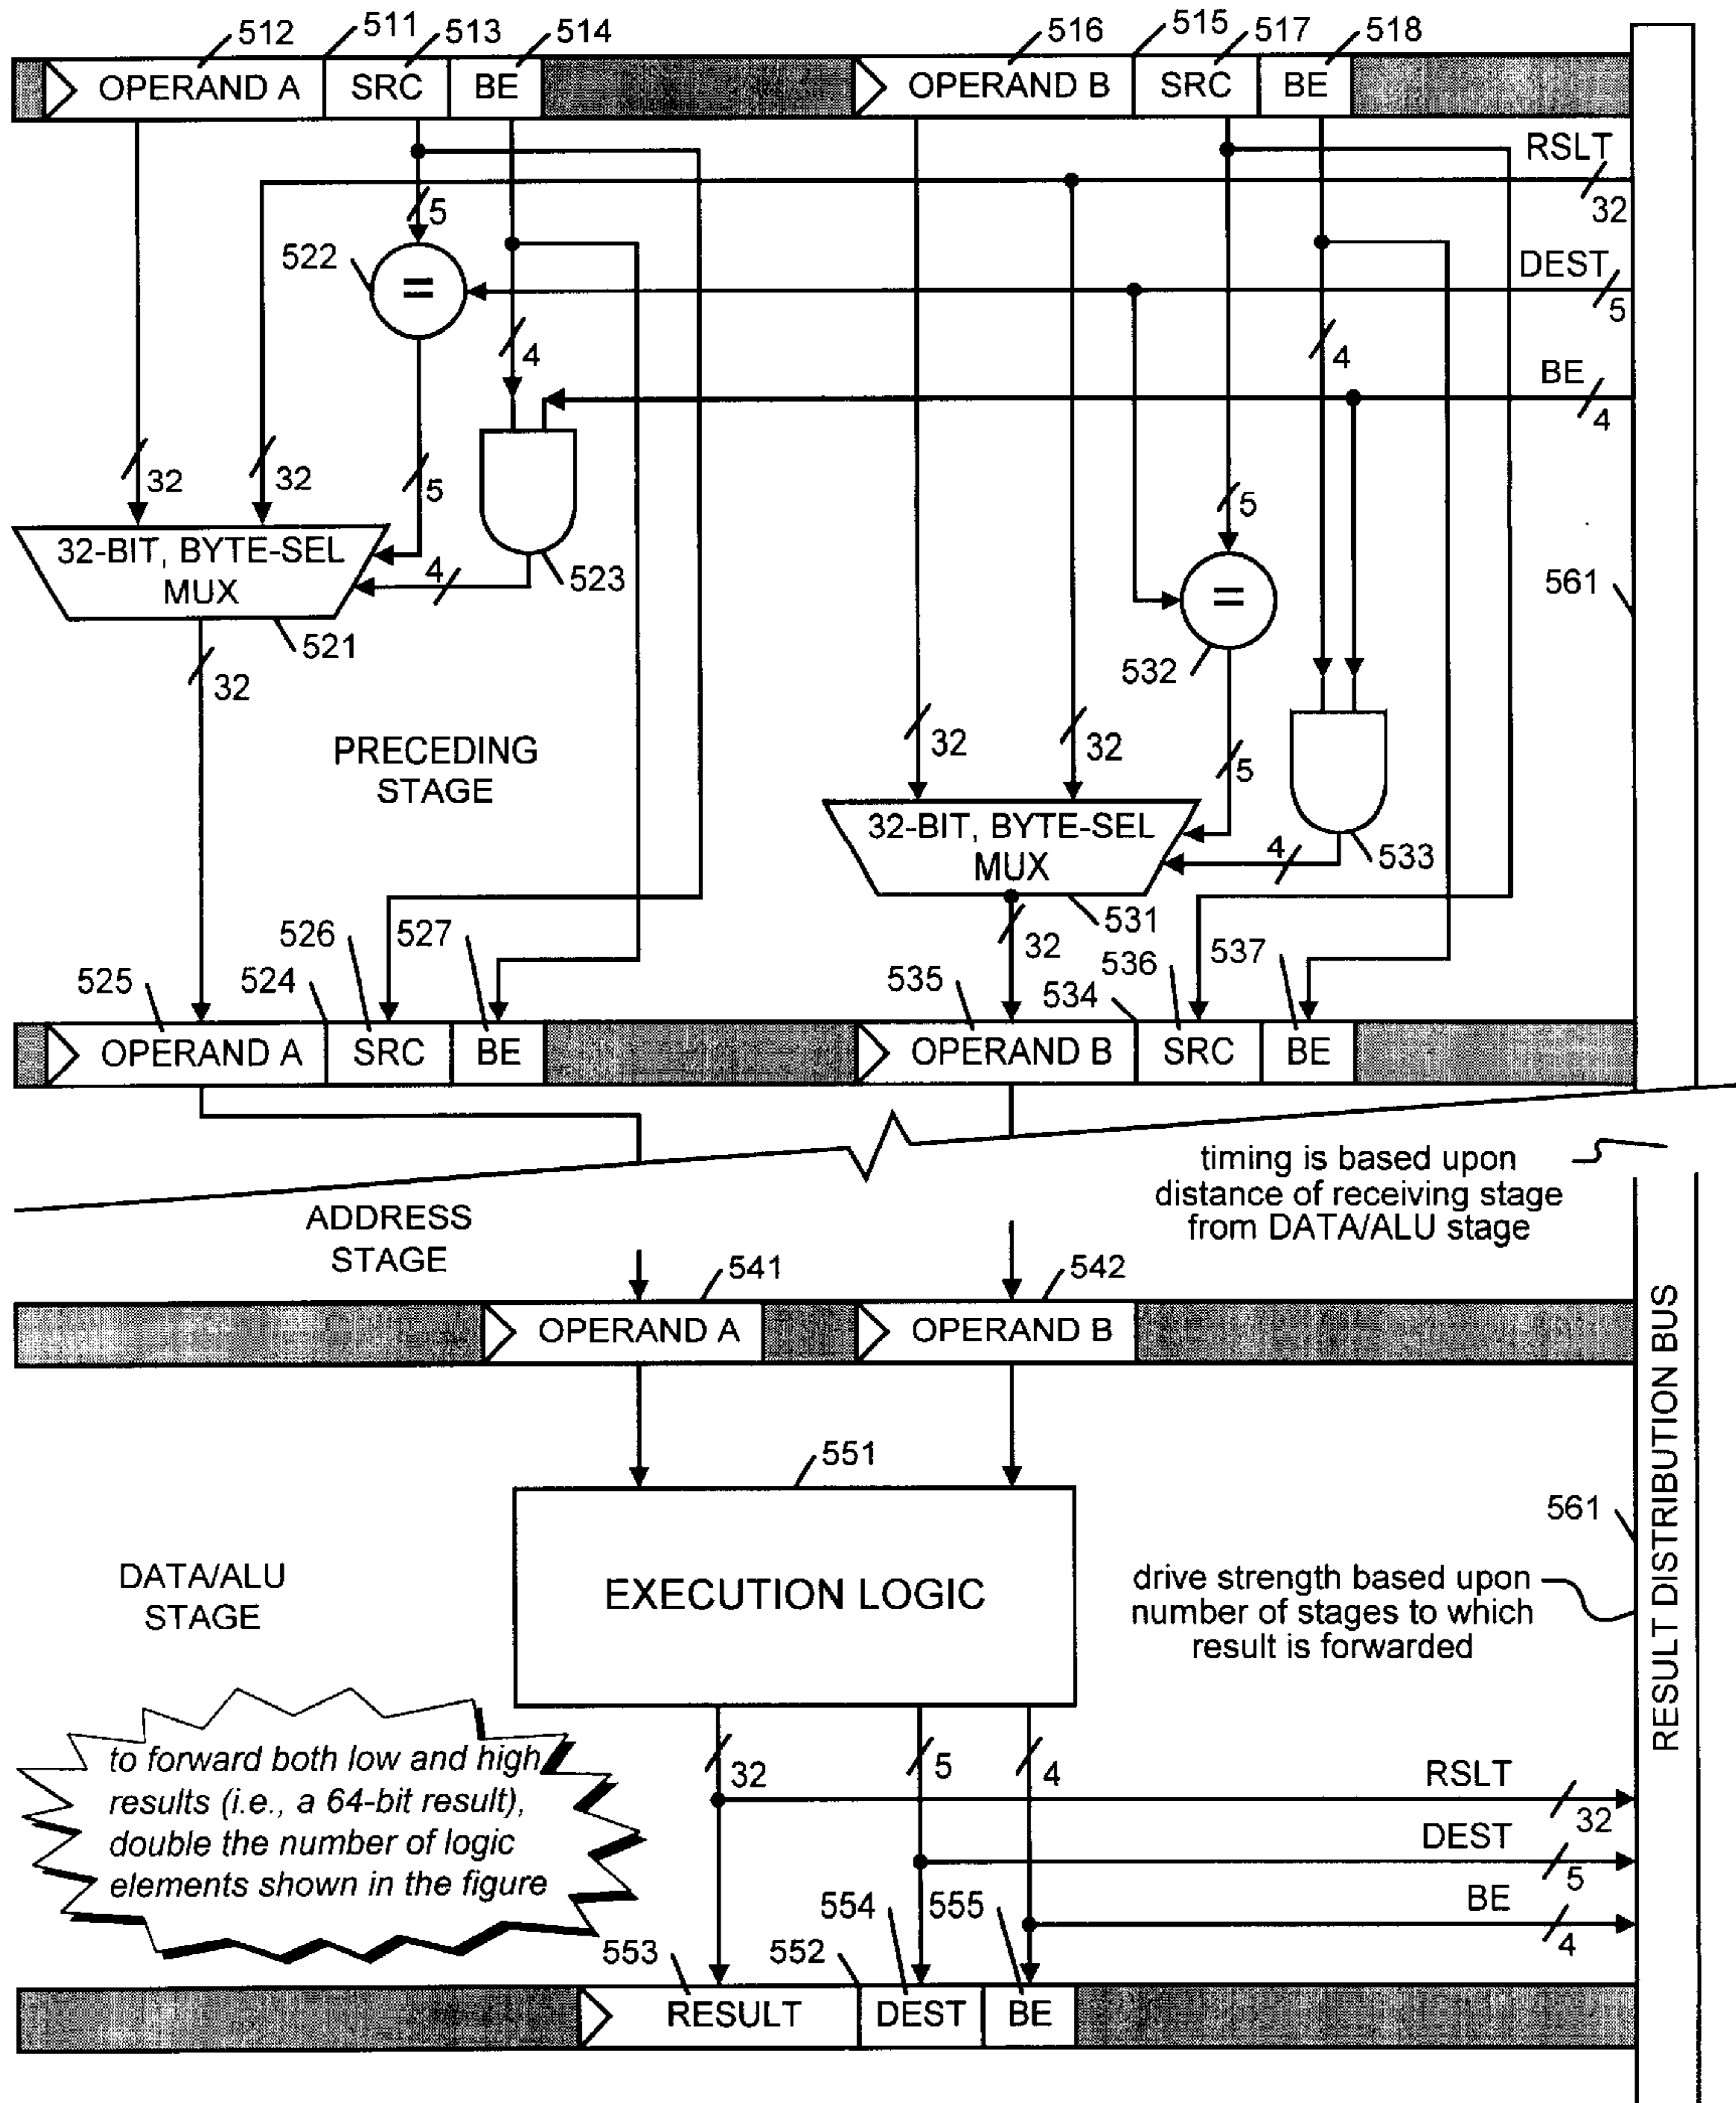 512 511 513 514 516 515 517 518
OPERAND A SRC BE OPERAND B SRC BE
RSLT
32
5
522
=
DEST
5
4
4
BE
4
32
32
5
5
32-BIT, BYTE-SEL
MUX
4
523
521
561
=
532
32
PRECEDING
STAGE
32
32
5
32-BIT, BYTE-SEL
MUX
4
533
531
32
525 524 526 527 535 534 536 537
OPERAND A SRC BE OPERAND B SRC BE
timing is based upon
distance of receiving stage
from DATA/ALU stage
ADDRESS
STAGE
541 542
OPERAND A OPERAND B
551
EXECUTION LOGIC
DATA/ALU
STAGE
561
RESULT DISTRIBUTION BUS
drive strength based upon
number of stages to which
result is forwarded
32 5 4
to forward both low and high
results (i.e., a 64-bit result),
double the number of logic
elements shown in the figure
RSLT
32
DEST
5
BE
4
553 552 554 555
RESULT DEST BE